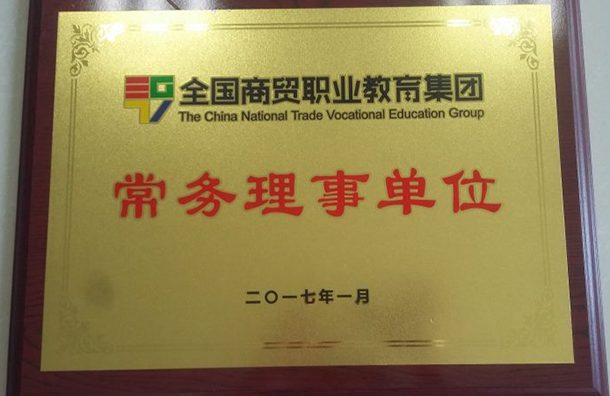 全国商贸职业教育集团
The China National Trade Vocational Education Group
常务理事单位
二〇一七年一月